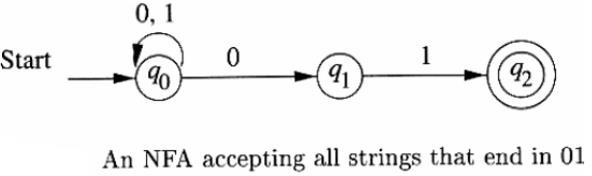 0, 1
Start
q0
0
q1
1
q2
An NFA accepting all strings that end in 01